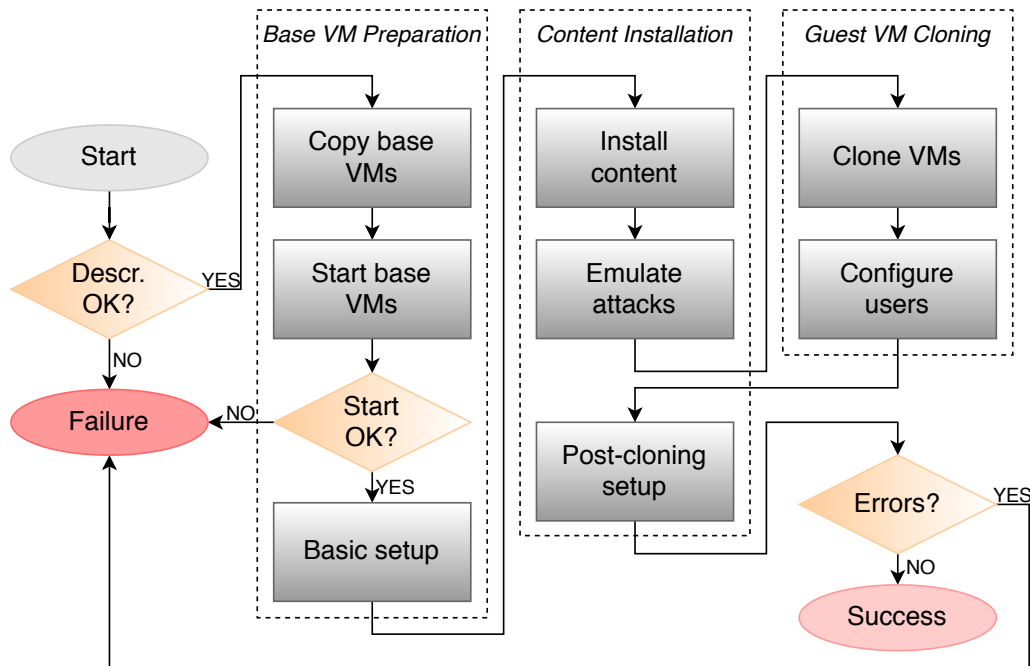 Start
Descr.
OK?
YES
NO
Failure
Base VM Preparation
Copy base
VMs
Start base
VMs
Start
OK?
NO
YES
Basic setup
Content Installation
Install
content
Emulate
attacks
Post-cloning
setup
Guest VM Cloning
Clone VMs
Configure
users
Errors?
YES
NO
Success